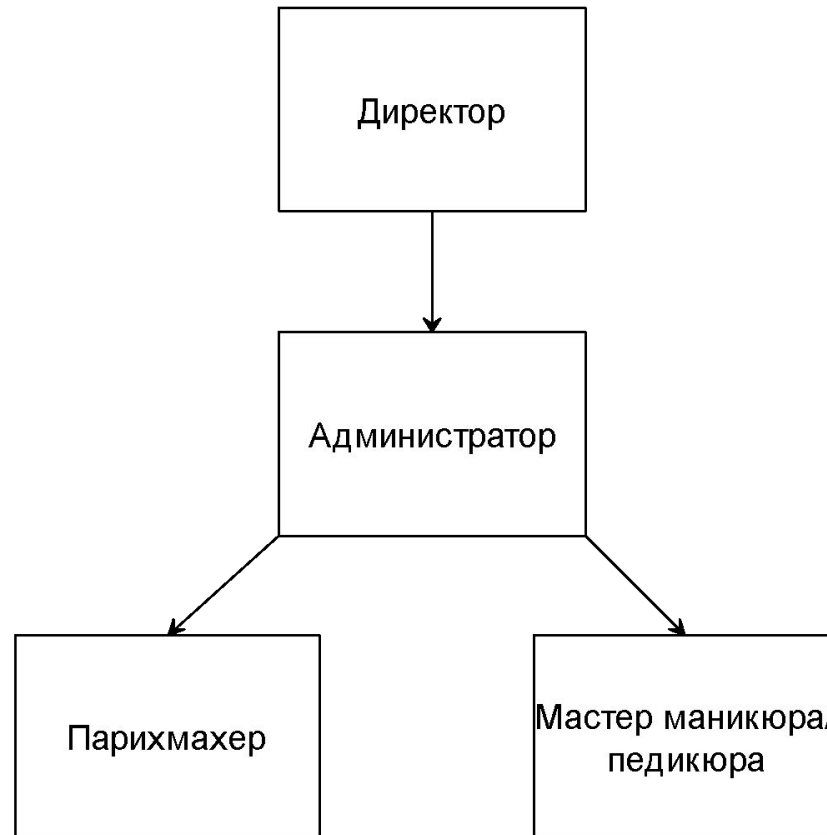 Директор
Администратор
Парихмахер
Мастер маникюра/
педикюра